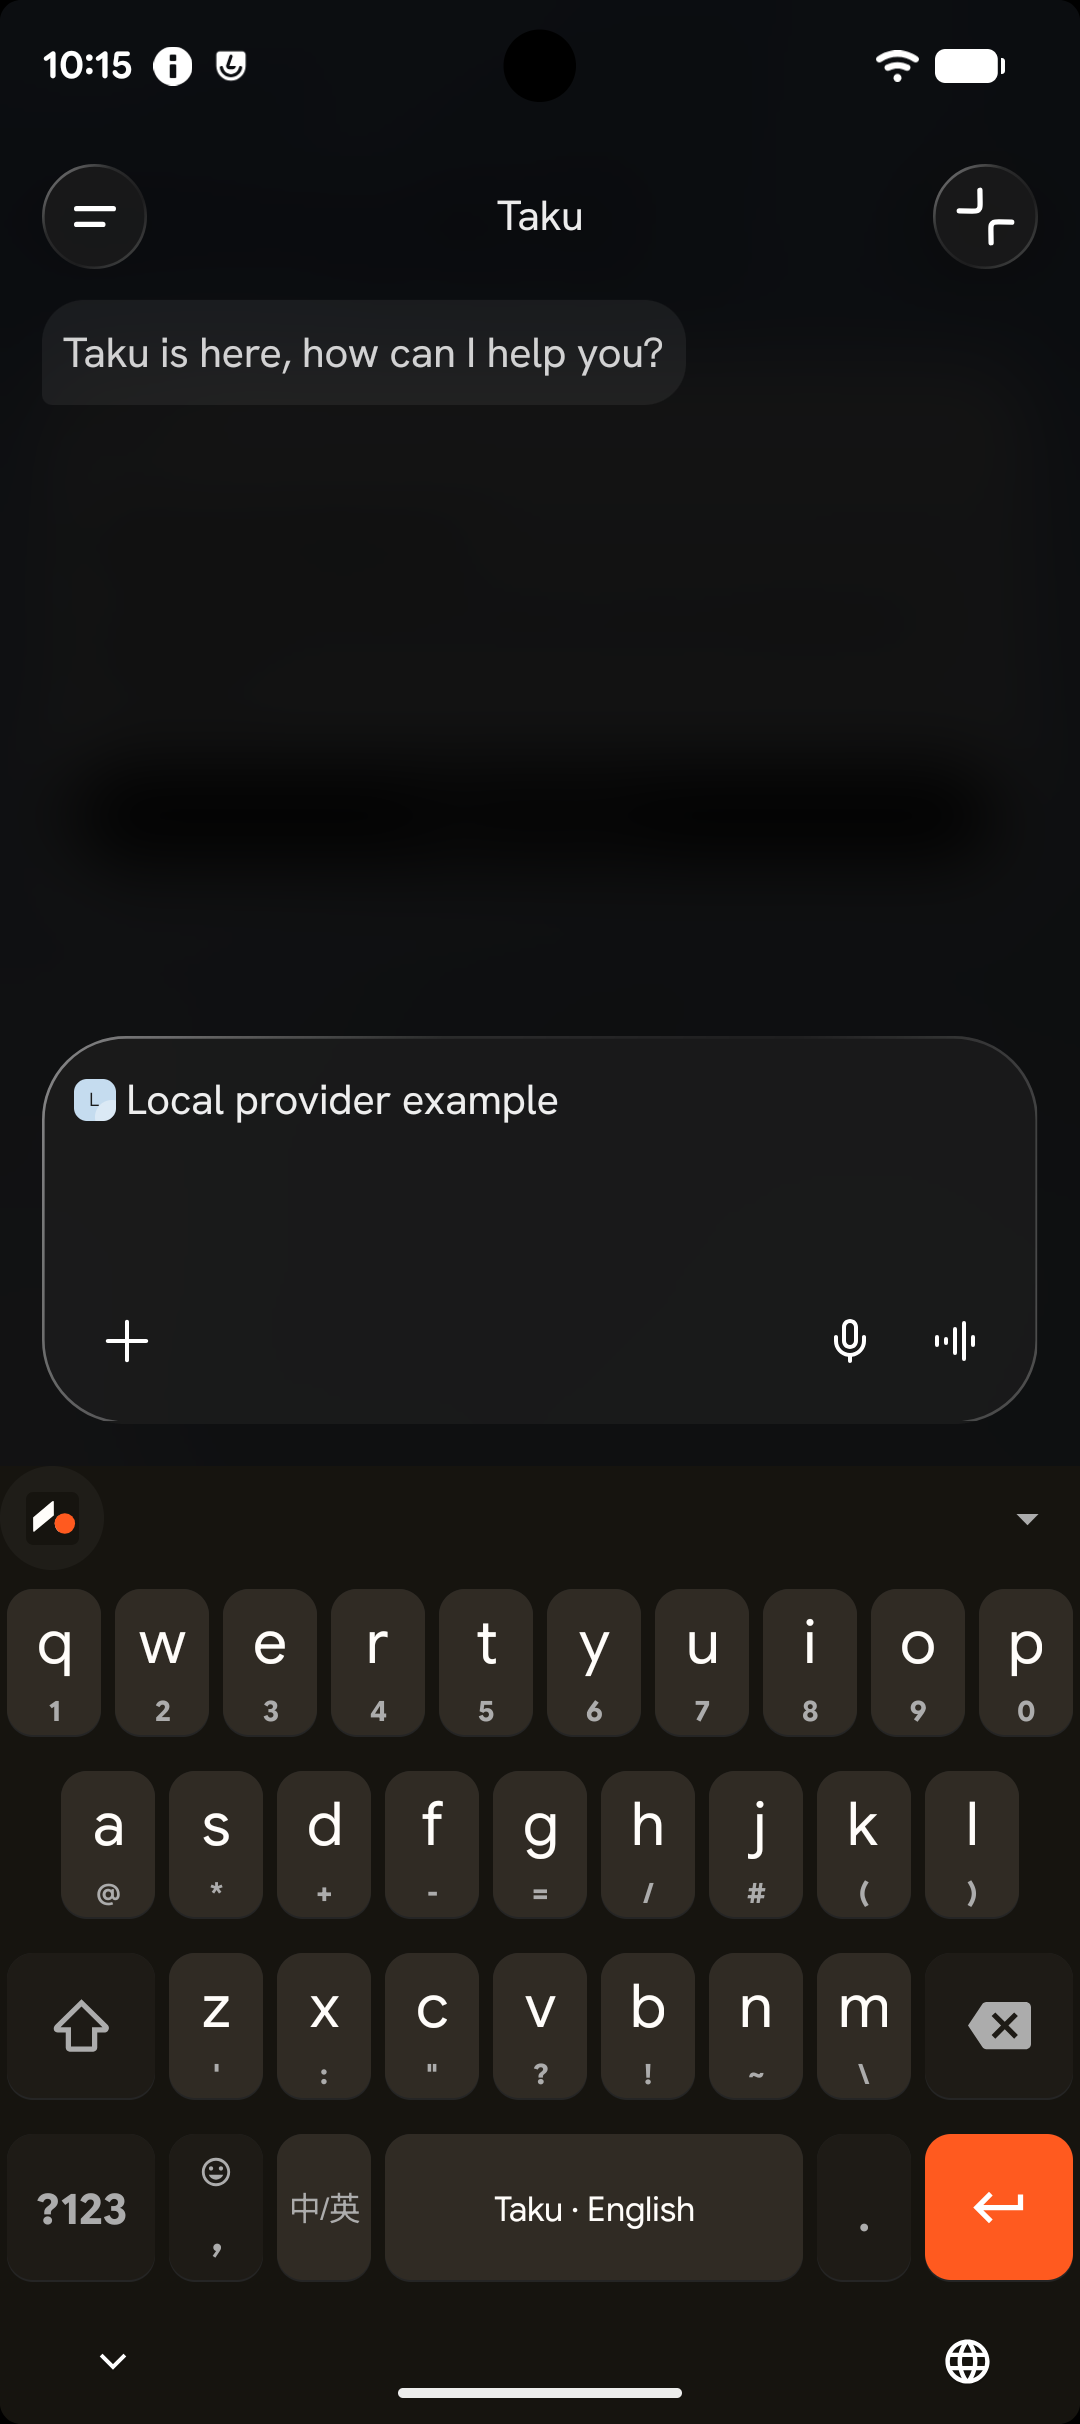 10:15
Taku
Taku is here, how can I help you?
L Local provider example
q w e r t y u i o p
1 2 3 4 5 6 7 8 9 0
a s d f g h j k l
@ * + - = / # ( )
z x c v b n m
' : " ? ! ~ \
?123 , 中/英 Taku · English .